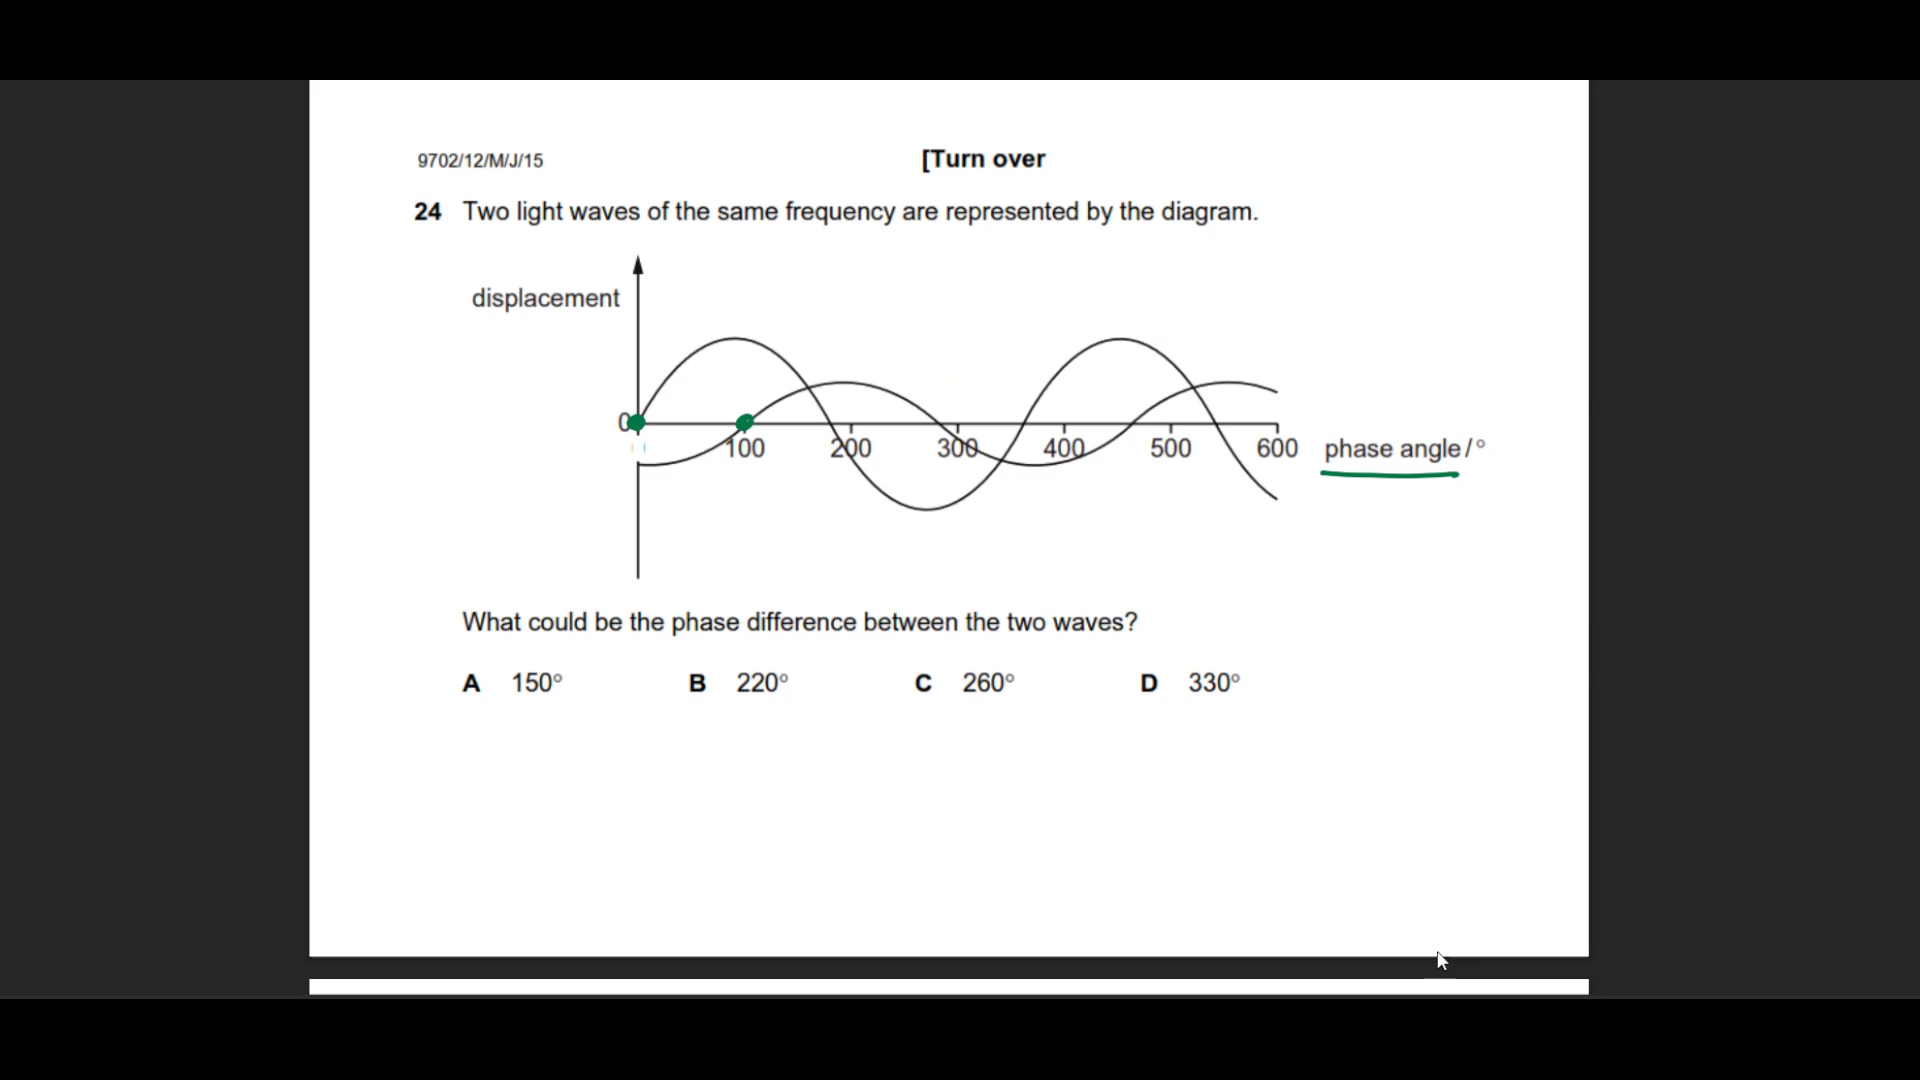 9702/12/M/J/15 [Turn over
24 Two light waves of the same frequency are represented by the diagram.
displacement
0
100 200 300 400 500 600 phase angle/°
What could be the phase difference between the two waves?
A 150° B 220° C 260° D 330°